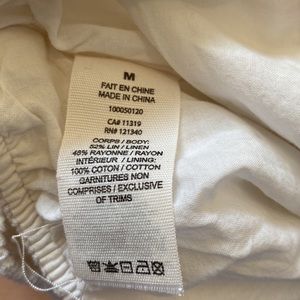 M
FAIT EN CHINE
MADE IN CHINA
100050120
CA# 11319
RN# 121340
CORPS / BODY:
52% LIN / LINEN
48% RAYONNE / RAYON
INTÉRIEUR / LINING:
100% COTON / COTTON
GARNITURES NON
COMPRISES / EXCLUSIVE
OF TRIMS